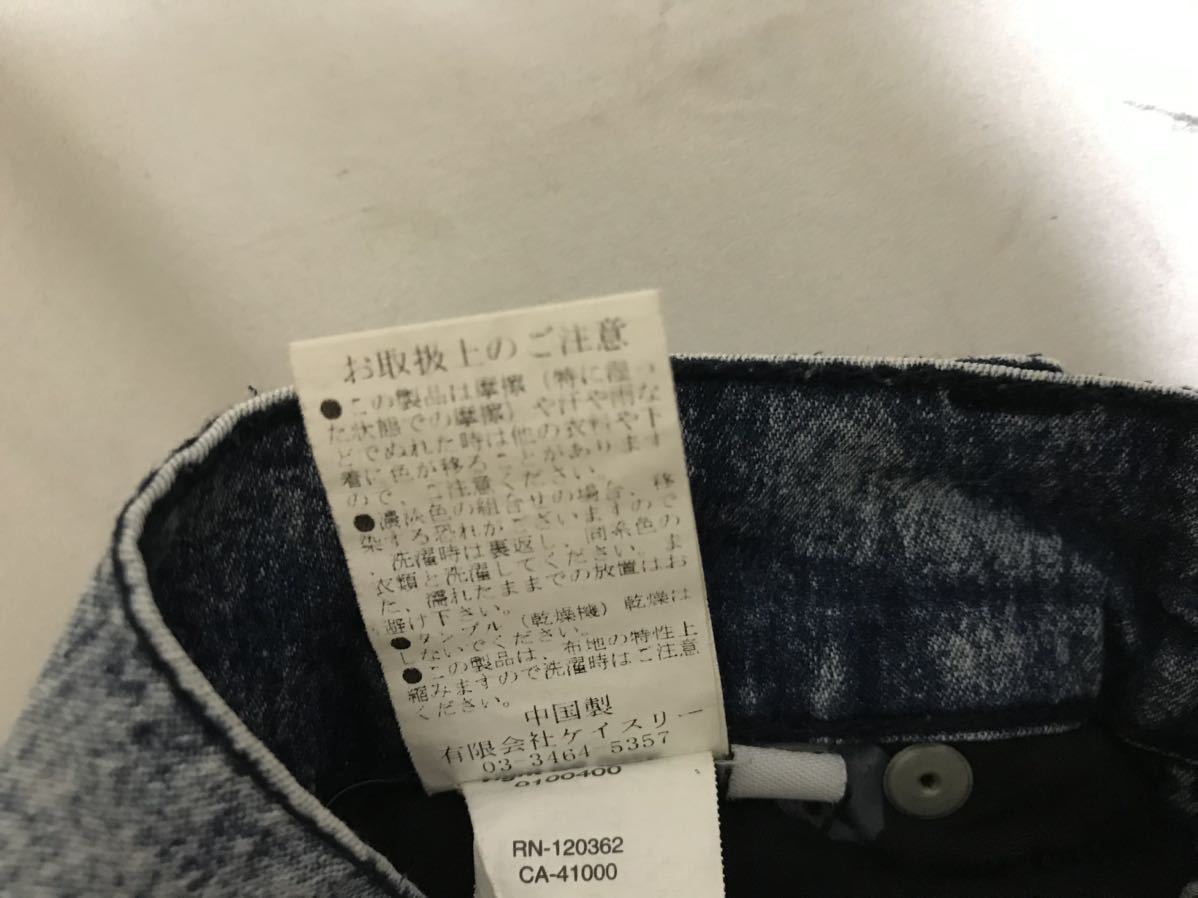 お取扱上のご注意
●この製品は摩擦（特に湿っ
た状態での摩擦）や汗や雨な
どでぬれた時は他の衣料や下
着に色が移ることがあります
ので、ご注意ください。
●濃淡色の組合せの場合、移
染する恐れがございますので
、洗濯時は裏返し、同系色の
衣類と洗濯してください。ま
た、濡れたままでの放置はお
避け下さい。
●タンブル（乾燥機）乾燥は
しないでください。
●この製品は、布地の特性上
縮みますので洗濯時はご注意
ください。
中国製
有限会社ケイスリー
03-3464-5357
0100400
RN-120362
CA-41000